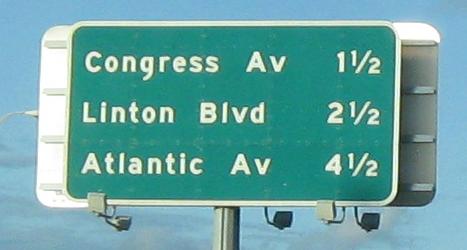 Congress Av 1½
Linton Blvd 2½
Atlantic Av 4½